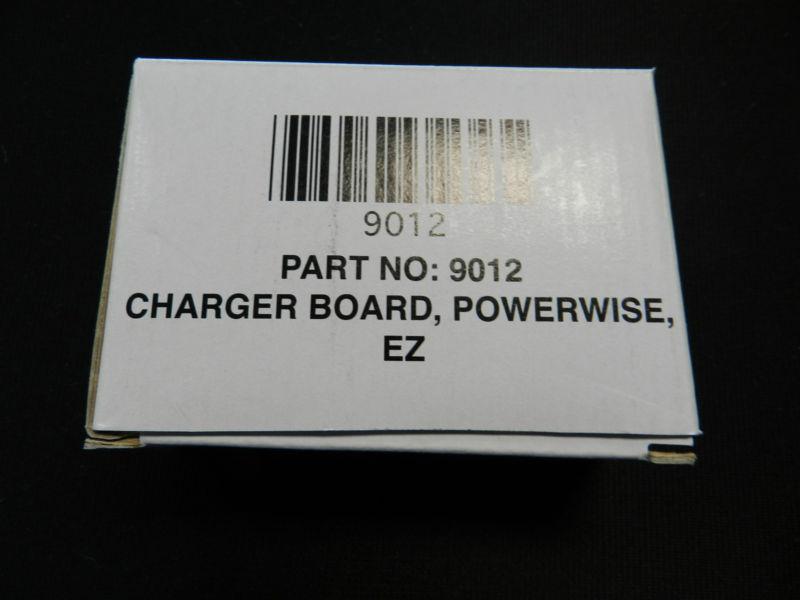 9012
PART NO: 9012
CHARGER BOARD, POWERWISE,
EZ